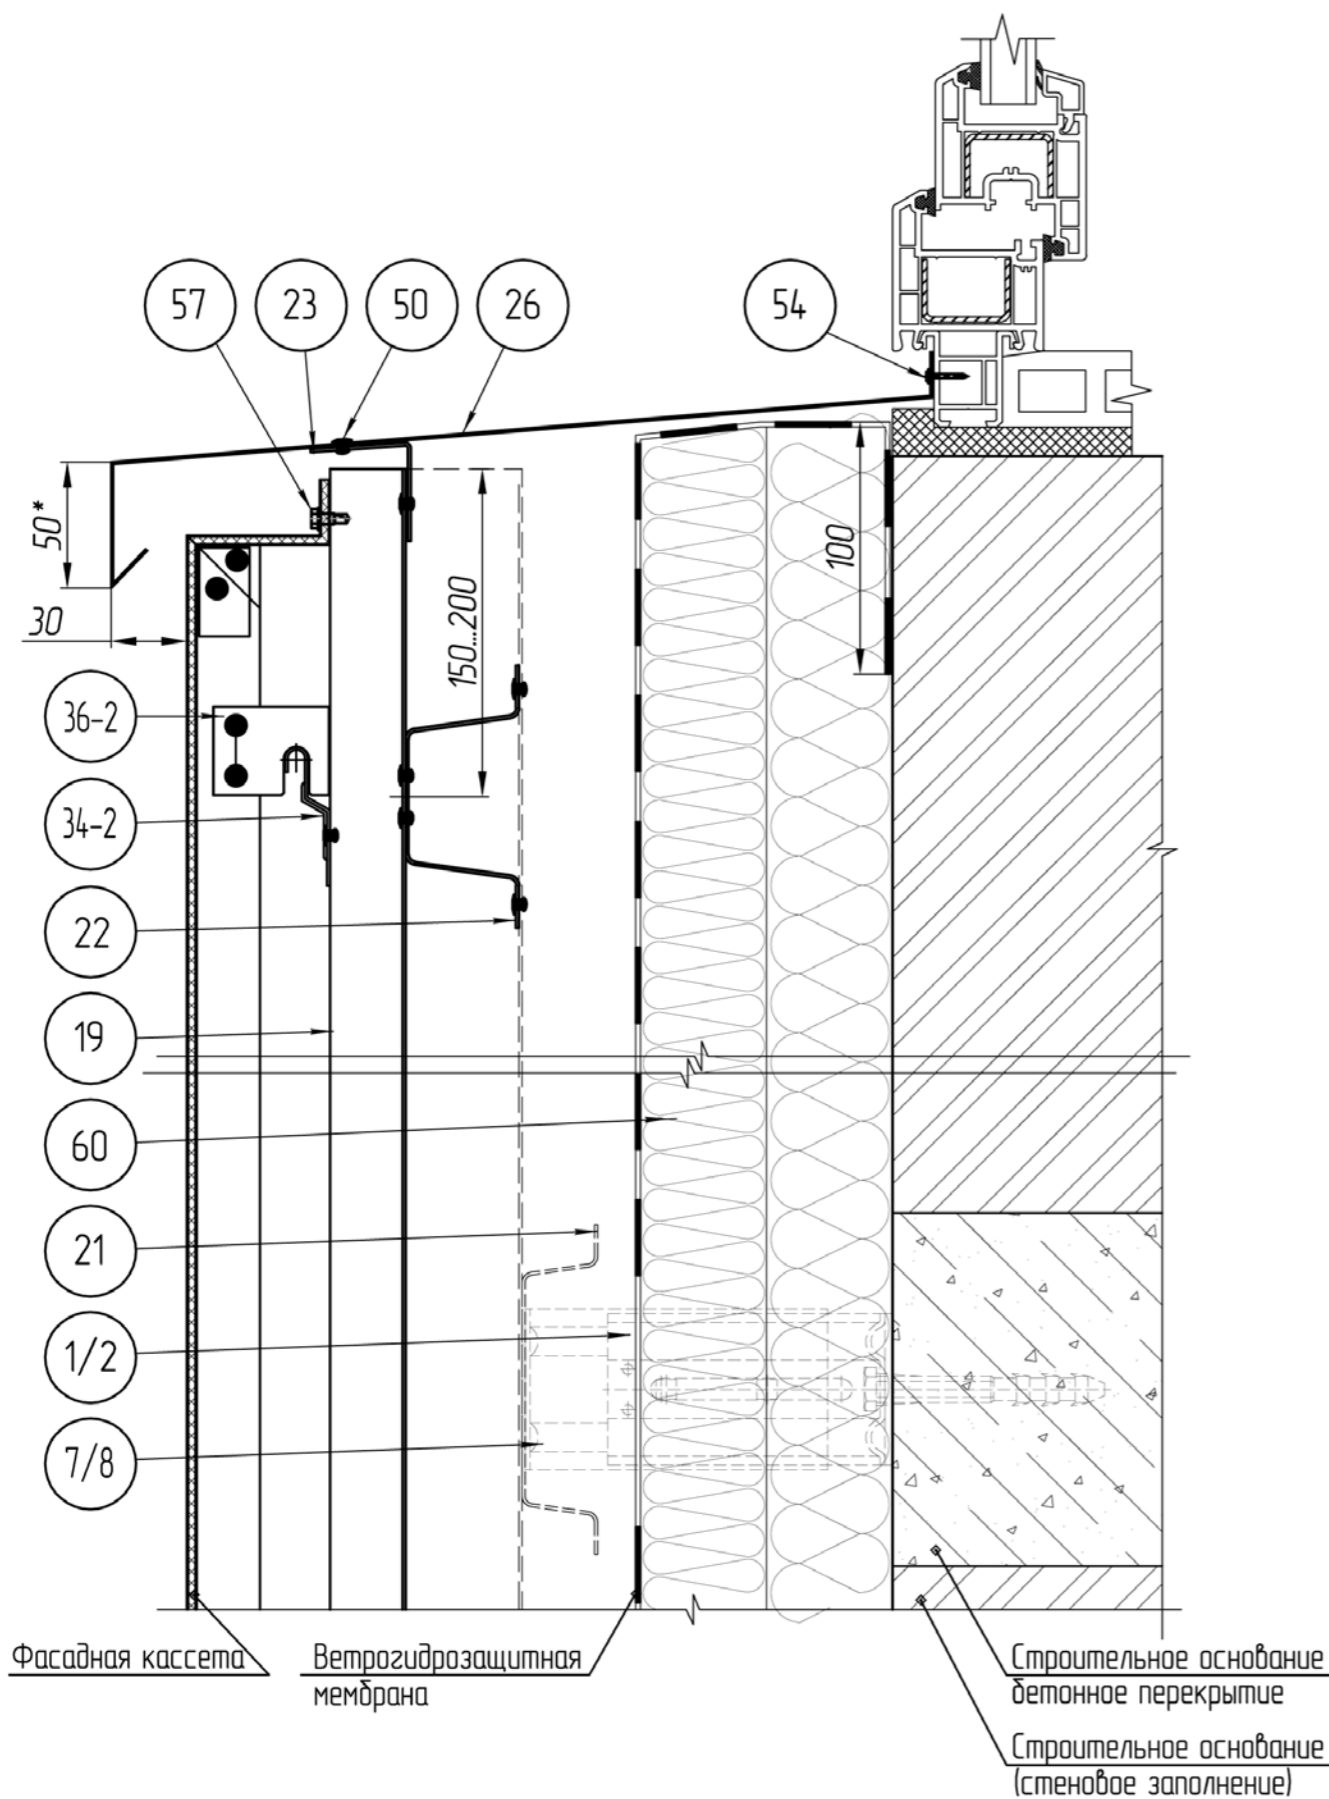 57
23
50
26
54
50*
30
150...200
100
36-2
34-2
22
19
60
21
1/2
7/8
Фасадная кассета
Ветрогидрозащитная
мембрана
Строительное основание
бетонное перекрытие
Строительное основание
(стеновое заполнение)